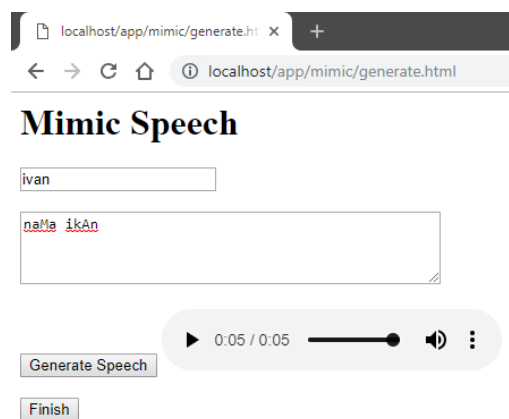 localhost/app/mimic/generate.ht
localhost/app/mimic/generate.html
Mimic Speech
ivan
naMa ikAn
0:05 / 0:05
Generate Speech
Finish